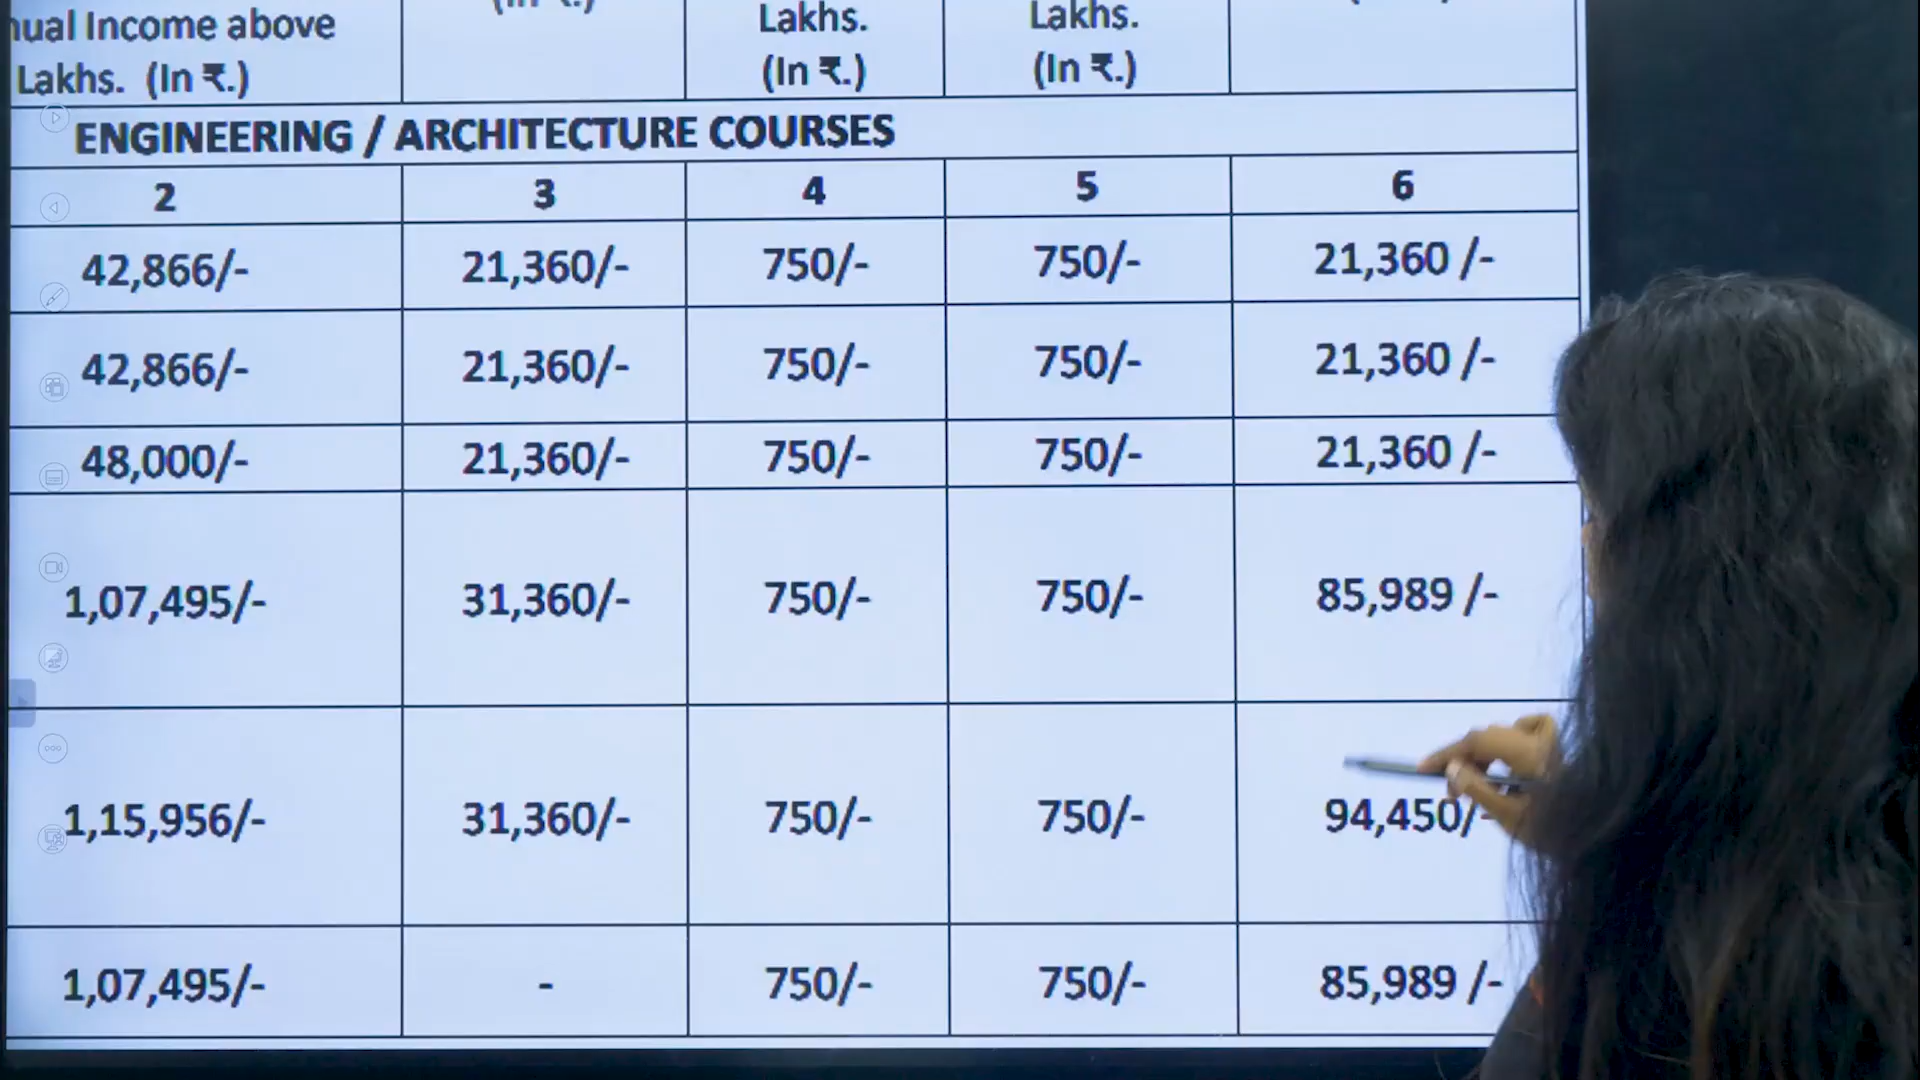 Lakhs. Lakhs.
Income above
Lakhs. (In ₹.) (In ₹.) (In ₹.)
ENGINEERING / ARCHITECTURE COURSES
2 3 4 5 6
42,866/- 21,360/- 750/- 750/- 21,360 /-
42,866/- 21,360/- 750/- 750/- 21,360 /-
48,000/- 21,360/- 750/- 750/- 21,360 /-
1,07,495/- 31,360/- 750/- 750/- 85,989 /-
1,15,956/- 31,360/- 750/- 750/- 94,450/-
1,07,495/- - 750/- 750/- 85,989 /-